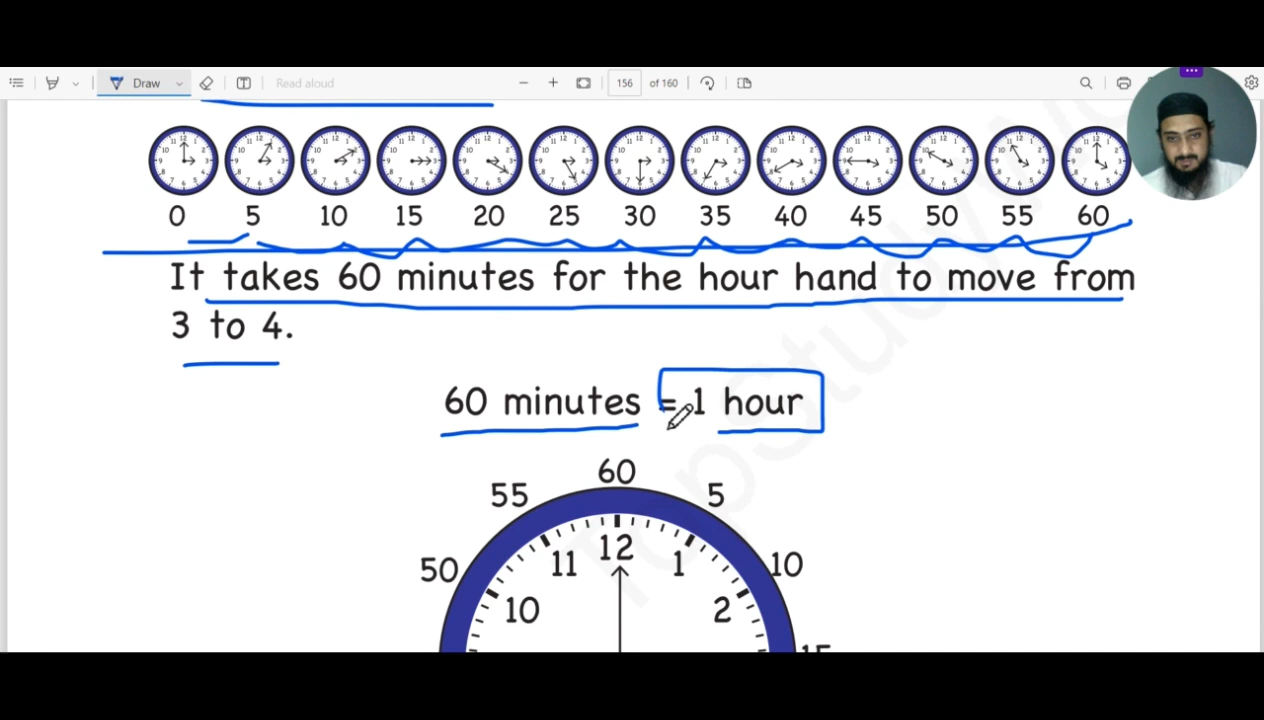 Draw
Read aloud
156 of 160
0 5 10 15 20 25 30 35 40 45 50 55 60
It takes 60 minutes for the hour hand to move from
3 to 4.
60 minutes = 1 hour
60
55 5
50 10
11 12 1
10 2
15